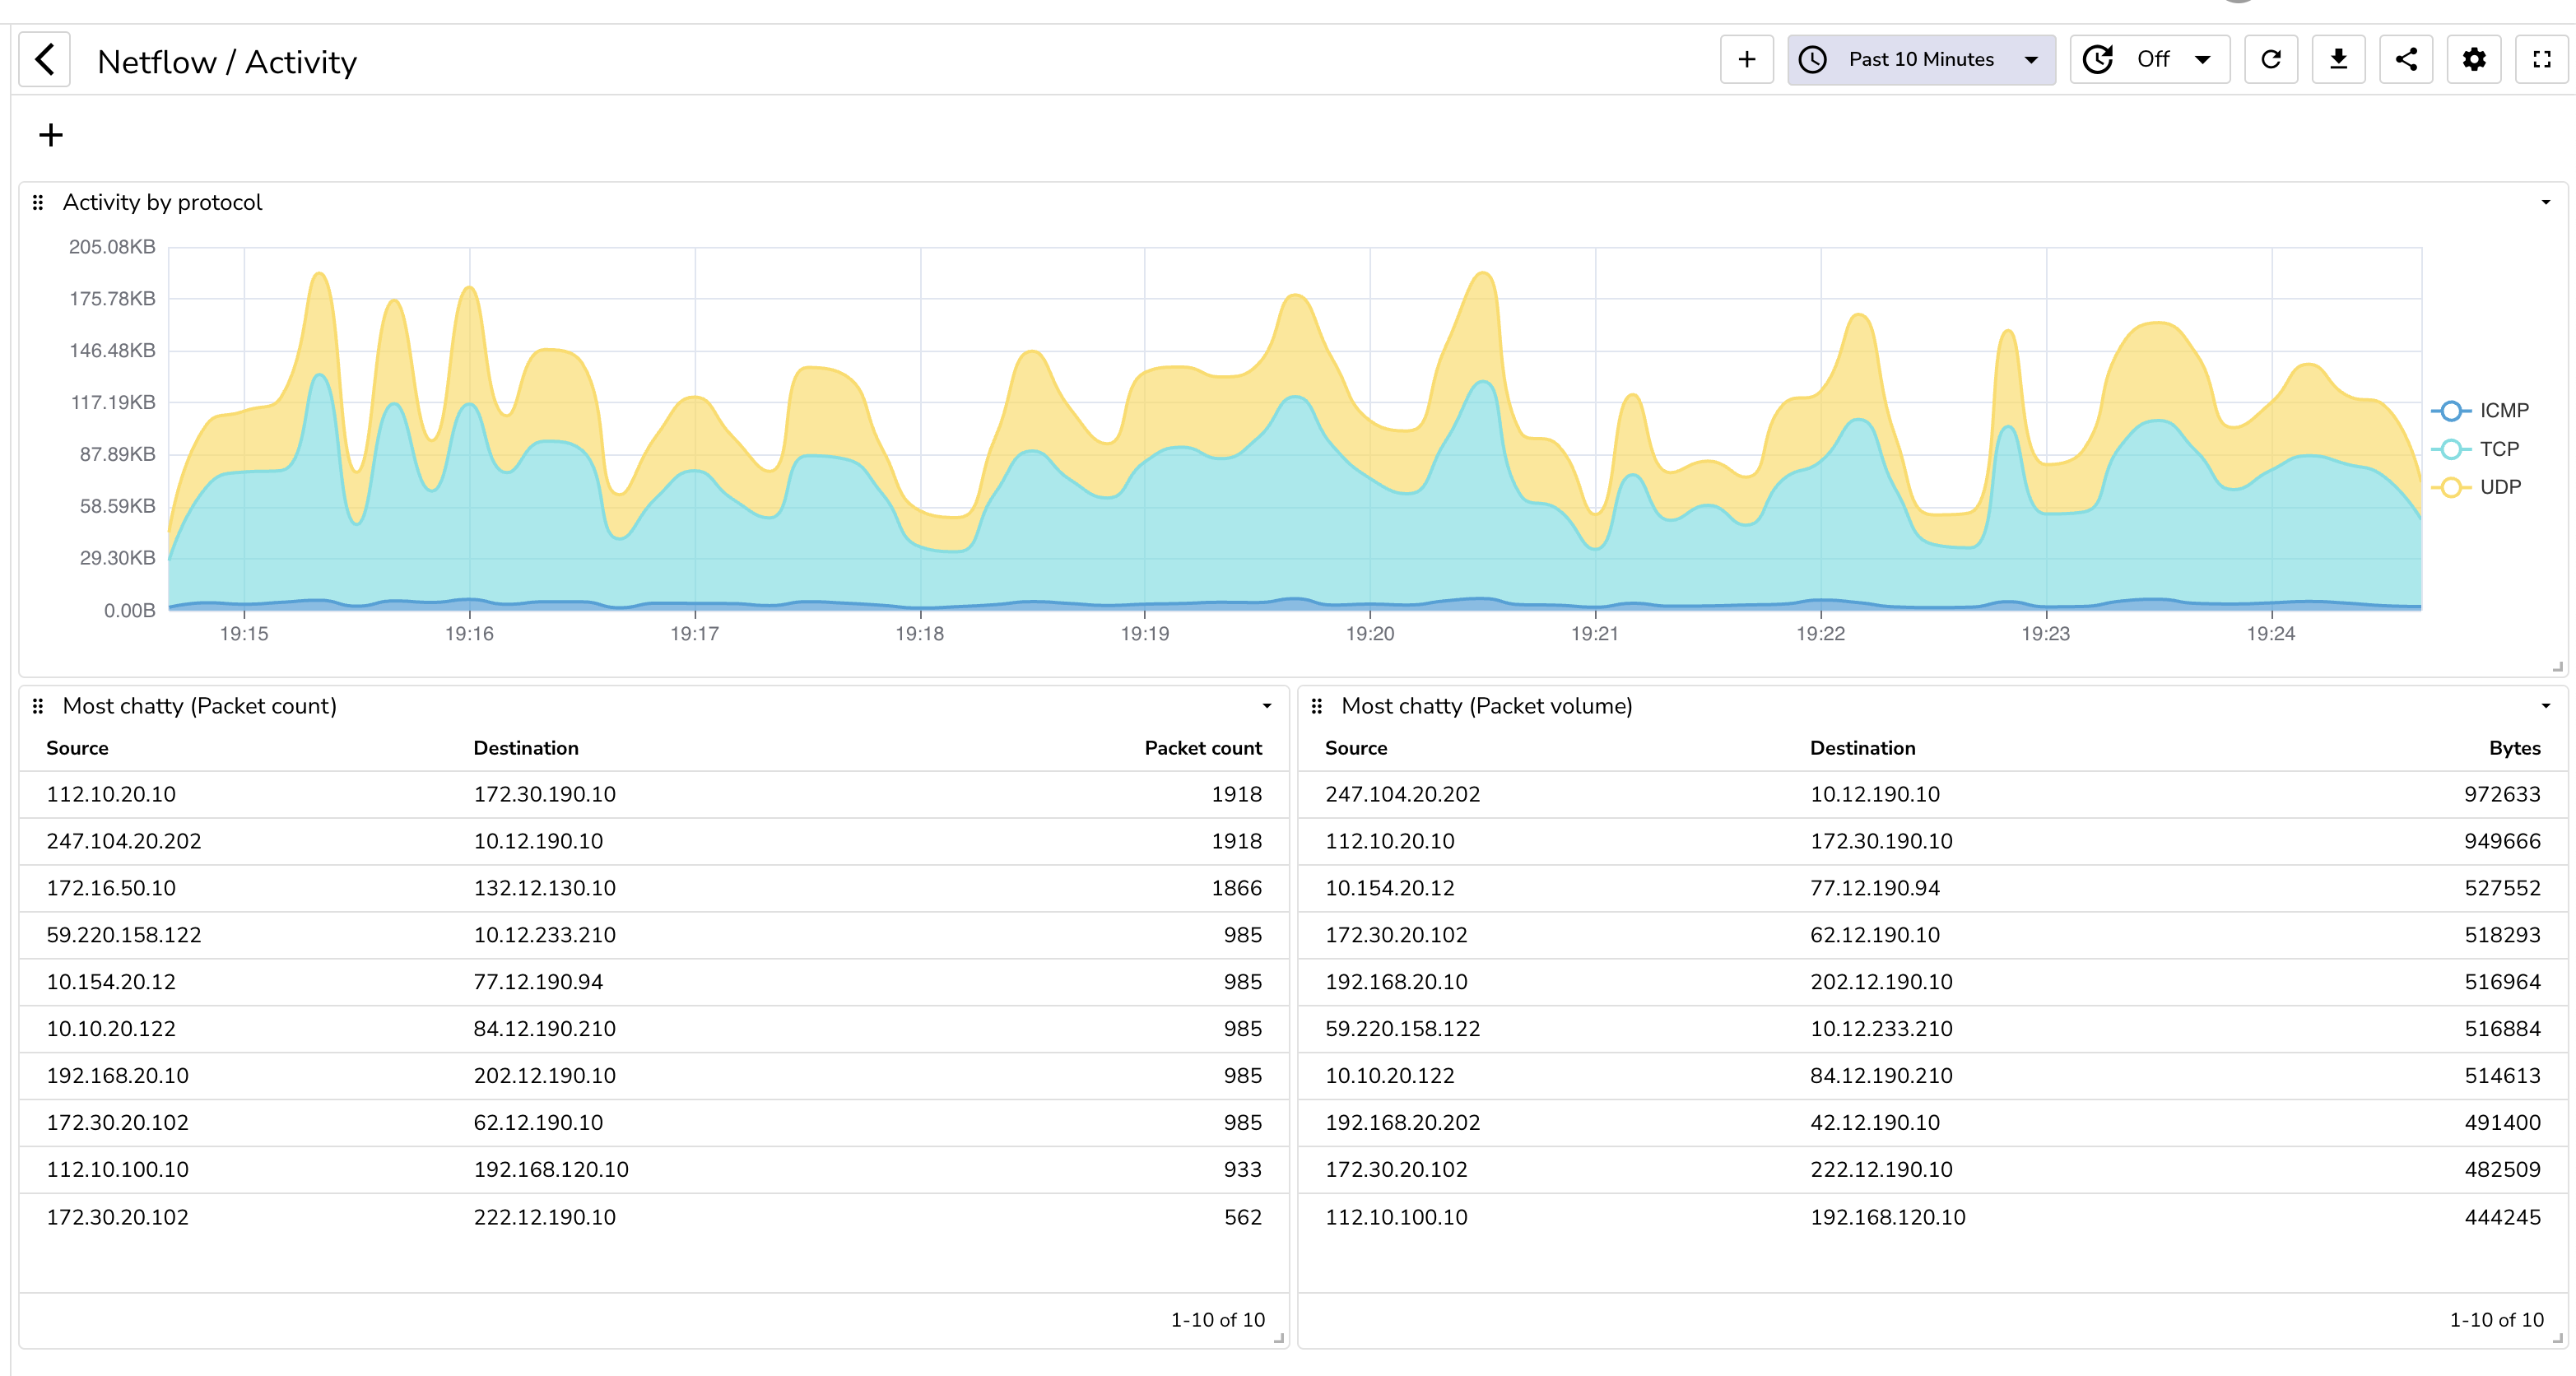 Netflow / Activity
Past 10 Minutes
Off
Activity by protocol
205.08KB
175.78KB
146.48KB
117.19KB
87.89KB
58.59KB
29.30KB
0.00B
19:15 19:16 19:17 19:18 19:19 19:20 19:21 19:22 19:23 19:24
ICMP
TCP
UDP
Most chatty (Packet count)
Source Destination Packet count
112.10.20.10 172.30.190.10 1918
247.104.20.202 10.12.190.10 1918
172.16.50.10 132.12.130.10 1866
59.220.158.122 10.12.233.210 985
10.154.20.12 77.12.190.94 985
10.10.20.122 84.12.190.210 985
192.168.20.10 202.12.190.10 985
172.30.20.102 62.12.190.10 985
112.10.100.10 192.168.120.10 933
172.30.20.102 222.12.190.10 562
1-10 of 10
Most chatty (Packet volume)
Source Destination Bytes
247.104.20.202 10.12.190.10 972633
112.10.20.10 172.30.190.10 949666
10.154.20.12 77.12.190.94 527552
172.30.20.102 62.12.190.10 518293
192.168.20.10 202.12.190.10 516964
59.220.158.122 10.12.233.210 516884
10.10.20.122 84.12.190.210 514613
192.168.20.202 42.12.190.10 491400
172.30.20.102 222.12.190.10 482509
112.10.100.10 192.168.120.10 444245
1-10 of 10